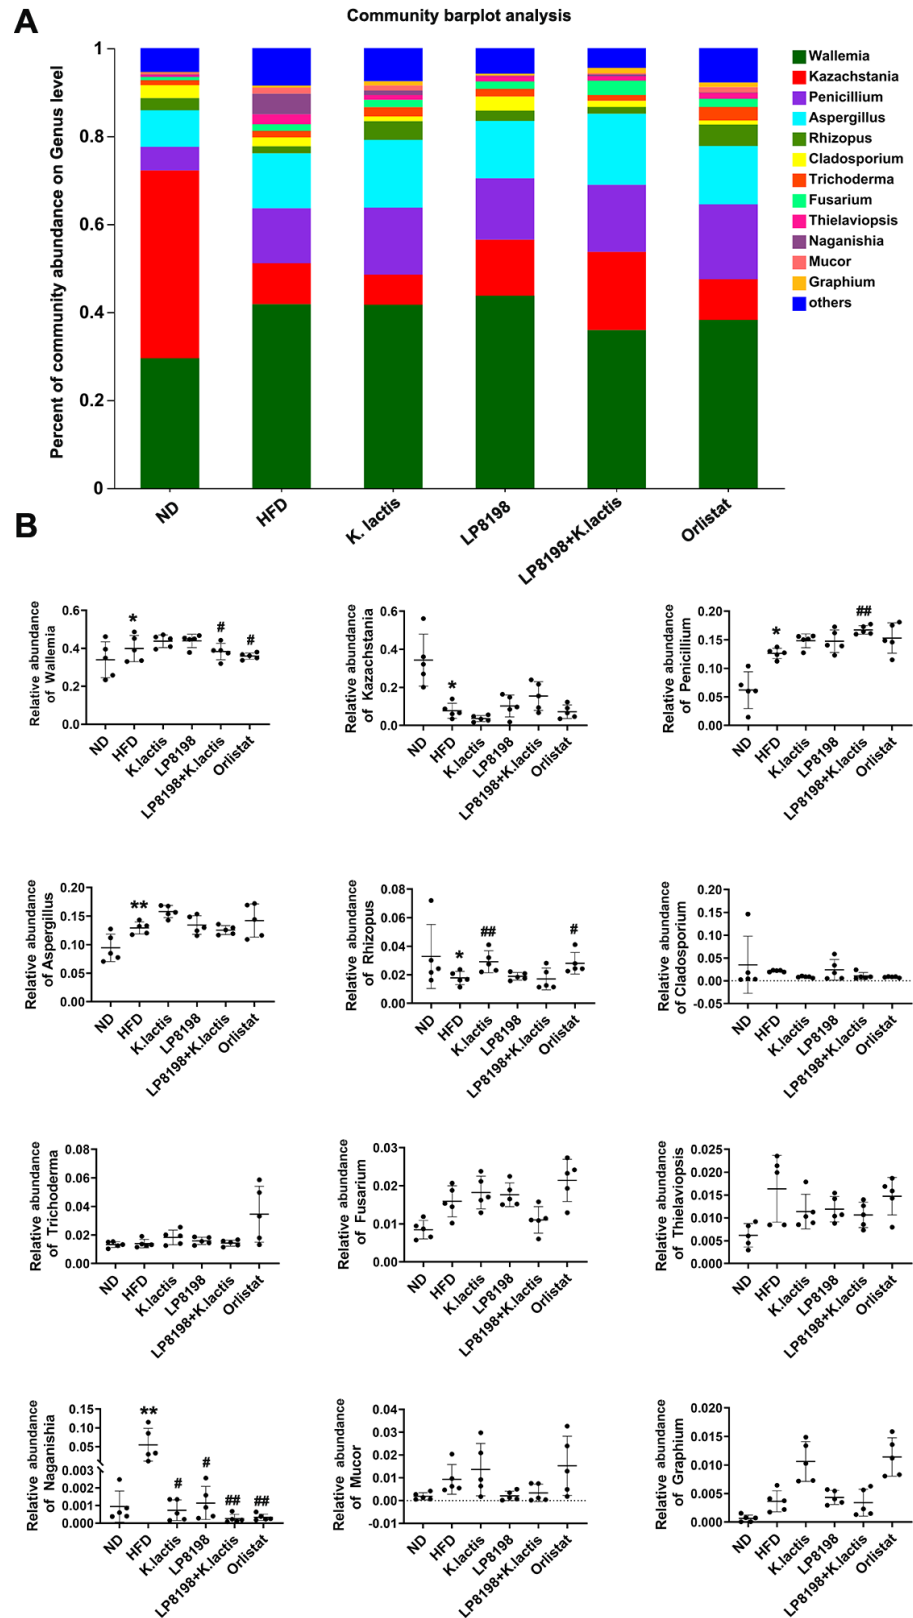 A
Community barplot analysis
Percent of community abundance on Genus level
1
0.8
0.6
0.4
0.2
0
ND
HFD
K. lactis
LP8198
LP8198+K.lactis
Orlistat
Wallemia
Kazachstania
Penicillium
Aspergillus
Rhizopus
Cladosporium
Trichoderma
Fusarium
Thielaviopsis
Naganishia
Mucor
Graphium
others
B
Relative abundance
of Wallemia
0.6
0.4
0.2
0.0
*
#
#
ND
HFD
K.lactis
LP8198
LP8198+K.lactis
Orlistat
Relative abundance
of Kazachstania
0.6
0.4
0.2
0.0
*
ND
HFD
K.lactis
LP8198
LP8198+K.lactis
Orlistat
Relative abundance
of Penicillium
0.20
0.15
0.10
0.05
0.00
*
##
ND
HFD
K.lactis
LP8198
LP8198+K.lactis
Orlistat
Relative abundance
of Aspergillus
0.20
0.15
0.10
0.05
0.00
**
ND
HFD
K.lactis
LP8198
LP8198+K.lactis
Orlistat
Relative abundance
of Rhizopus
0.08
0.06
0.04
0.02
0.00
*
##
#
ND
HFD
K.lactis
LP8198
LP8198+K.lactis
Orlistat
Relative abundance
of Cladosporium
0.20
0.15
0.10
0.05
0.00
-0.05
ND
HFD
K.lactis
LP8198
LP8198+K.lactis
Orlistat
Relative abundance
of Trichoderma
0.08
0.06
0.04
0.02
0.00
ND
HFD
K.lactis
LP8198
LP8198+K.lactis
Orlistat
Relative abundance
of Fusarium
0.03
0.02
0.01
0.00
ND
HFD
K.lactis
LP8198
LP8198+K.lactis
Orlistat
Relative abundance
of Thielaviopsis
0.025
0.020
0.015
0.010
0.005
0.000
ND
HFD
K.lactis
LP8198
LP8198+K.lactis
Orlistat
Relative abundance
of Naganishia
0.15
0.10
0.05
0.003
0.002
0.001
0.000
**
#
#
##
##
ND
HFD
K.lactis
LP8198
LP8198+K.lactis
Orlistat
Relative abundance
of Mucor
0.04
0.03
0.02
0.01
0.00
-0.01
ND
HFD
K.lactis
LP8198
LP8198+K.lactis
Orlistat
Relative abundance
of Graphium
0.020
0.015
0.010
0.005
0.000
ND
HFD
K.lactis
LP8198
LP8198+K.lactis
Orlistat